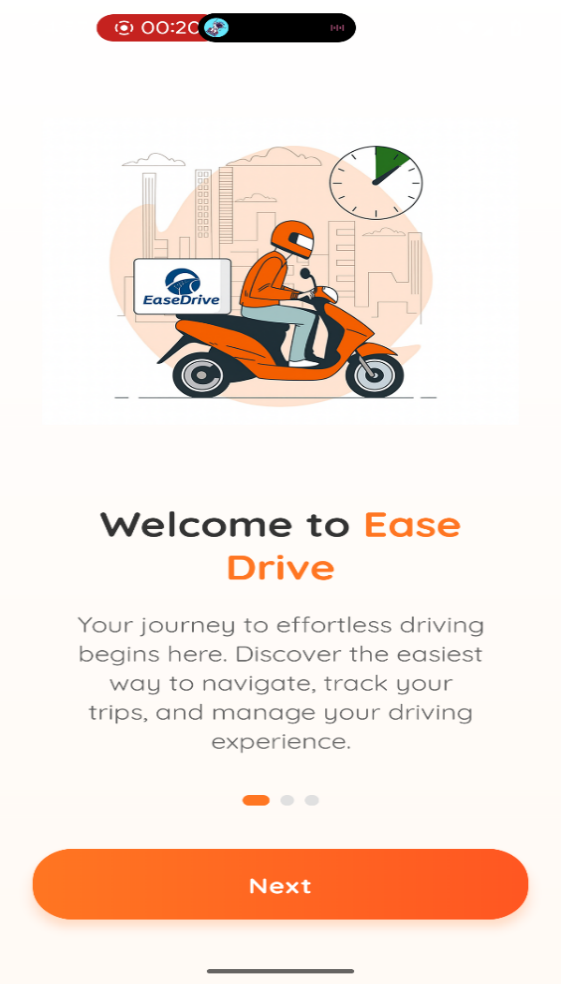 00:20
EaseDrive
Welcome to Ease
Drive
Your journey to effortless driving
begins here. Discover the easiest
way to navigate, track your
trips, and manage your driving
experience.
Next